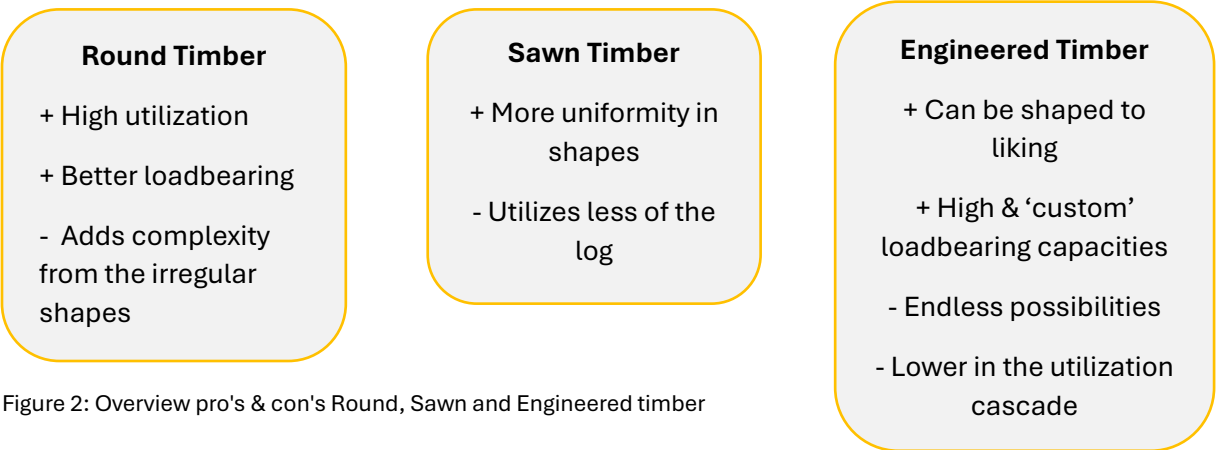 Round Timber
+ High utilization
+ Better loadbearing
-  Adds complexity
from the irregular
shapes
Sawn Timber
+ More uniformity in
shapes
- Utilizes less of the
log
Engineered Timber
+ Can be shaped to
liking
+ High & ‘custom’
loadbearing capacities
- Endless possibilities
- Lower in the utilization
cascade
Figure 2: Overview pro's & con's Round, Sawn and Engineered timber